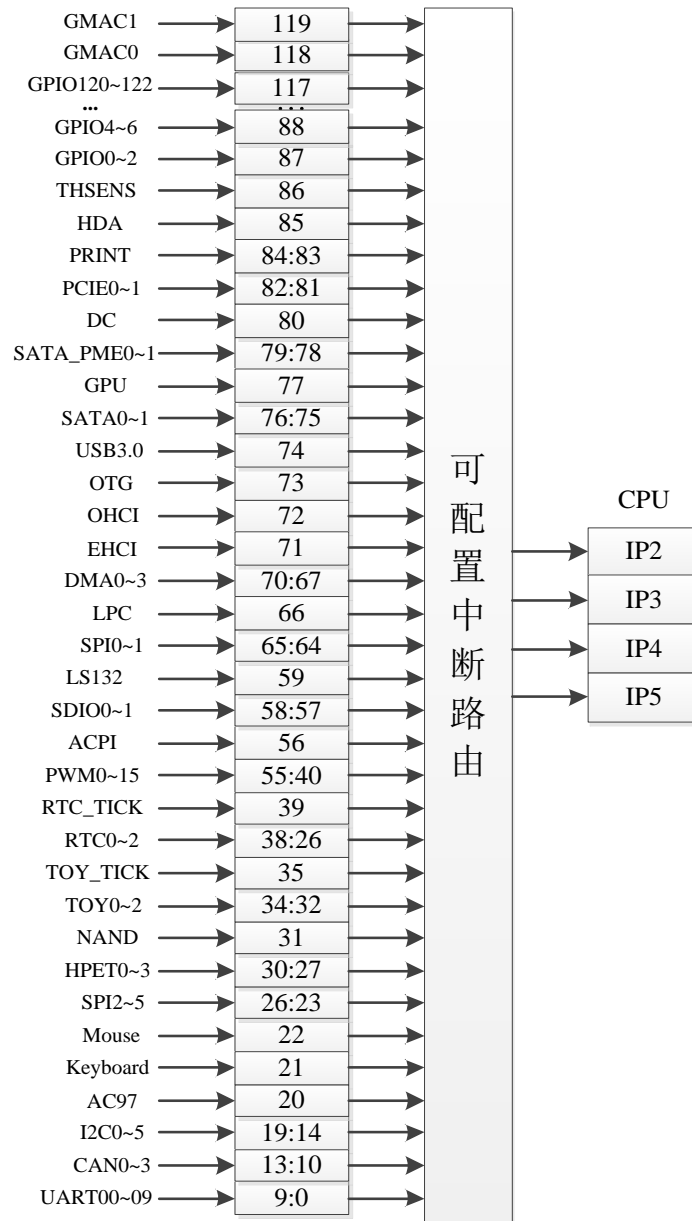 GMAC1 119
GMAC0 118
GPIO120~122 117
... ...
GPIO4~6 88
GPIO0~2 87
THSENS 86
HDA 85
PRINT 84:83
PCIE0~1 82:81
DC 80
SATA_PME0~1 79:78
GPU 77
SATA0~1 76:75
USB3.0 74
OTG 73
OHCI 72
EHCI 71
DMA0~3 70:67
LPC 66
SPI0~1 65:64
LS132 59
SDIO0~1 58:57
ACPI 56
PWM0~15 55:40
RTC_TICK 39
RTC0~2 38:26
TOY_TICK 35
TOY0~2 34:32
NAND 31
HPET0~3 30:27
SPI2~5 26:23
Mouse 22
Keyboard 21
AC97 20
I2C0~5 19:14
CAN0~3 13:10
UART00~09 9:0
可配置中断路由
CPU
IP2
IP3
IP4
IP5